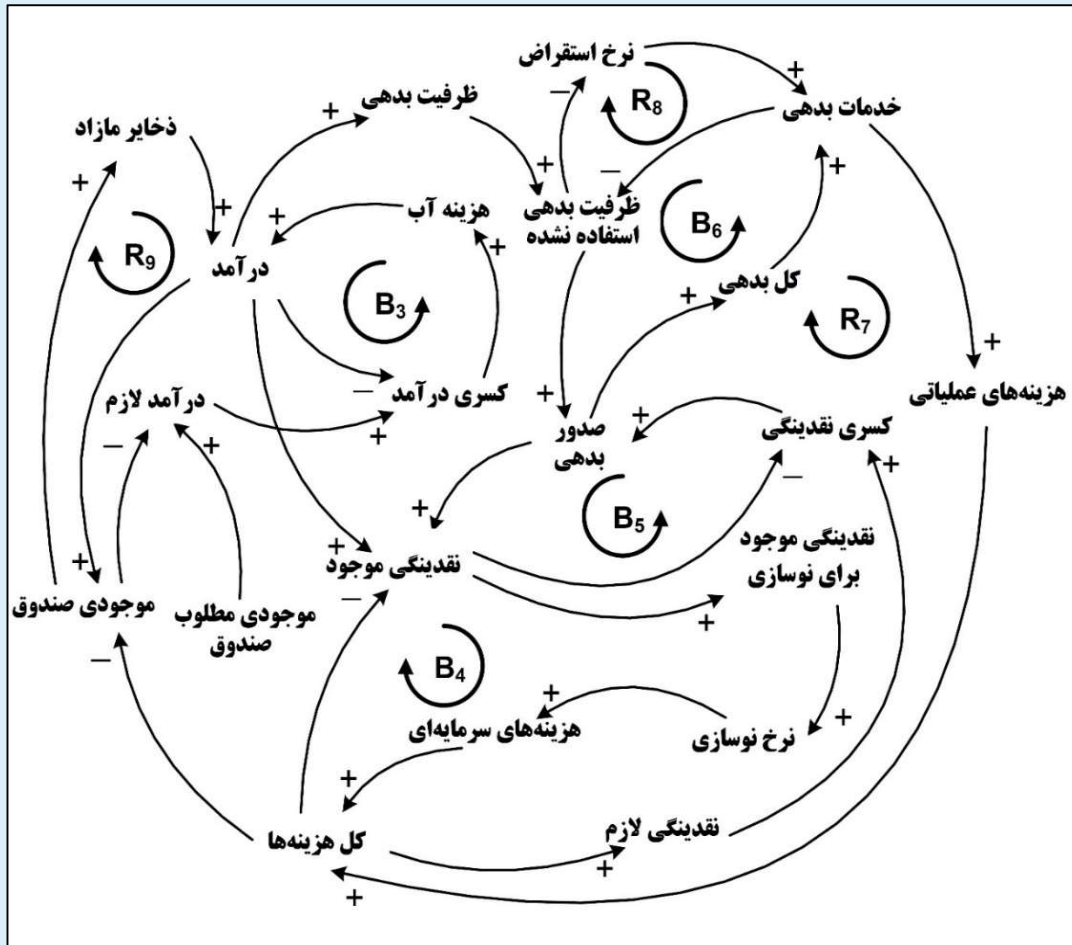 نرخ استقراض
+
−
R8
خدمات بدهی
ظرفیت بدهی
+
ذخایر مازاد
+
+
−
+
ظرفیت بدهی
استفاده نشده
هزینه آب
+
+
B6
R9
درآمد
+
کل بدهی
+
B3
R7
+
درآمد لازم
−
کسری درآمد
+
+
هزینه‌های عملیاتی
−
+
+
کسری نقدینگی
صدور
بدهی
+
−
+
B5
نقدینگی موجود
برای نوسازی
+
+
نقدینگی موجود
−
+
موجودی صندوق
موجودی مطلوب
صندوق
−
B4
+
هزینه‌های سرمایه‌ای
نرخ نوسازی
+
+
کل هزینه‌ها
نقدینگی لازم
+
+